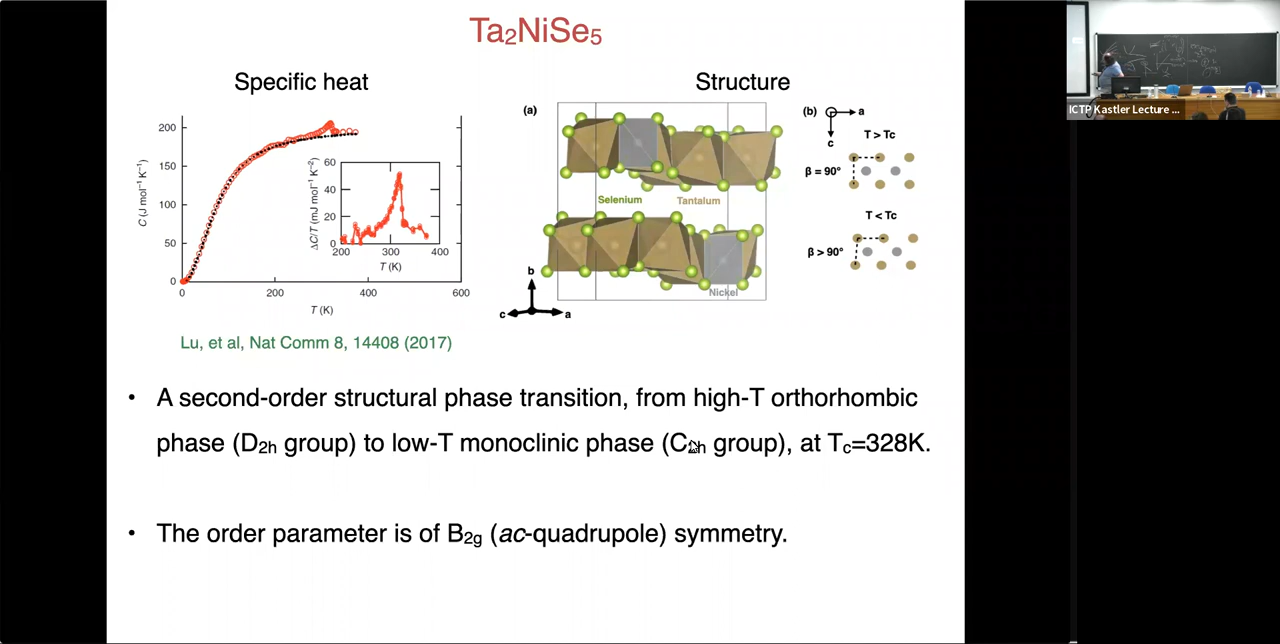 Ta2NiSe5
Specific heat
Structure
C (J mol⁻¹ K⁻¹)
200
150
100
50
0
0
200
400
600
T (K)
ΔC/T (mJ mol⁻¹ K⁻²)
60
40
20
0
200
300
400
T (K)
(a)
Selenium
Tantalum
Nickel
b
c
a
(b)
a
c
T > Tc
β = 90°
T < Tc
β > 90°
Lu, et al, Nat Comm 8, 14408 (2017)
• A second-order structural phase transition, from high-T orthorhombic
phase (D2h group) to low-T monoclinic phase (C2h group), at Tc=328K.
• The order parameter is of B2g (ac-quadrupole) symmetry.
ICTP Kastler Lecture ...